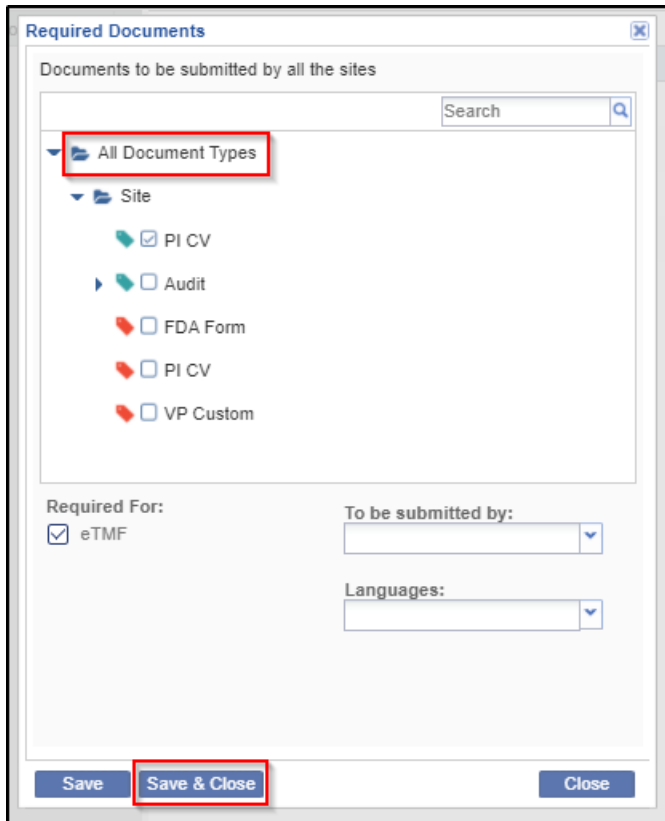 Required Documents
Documents to be submitted by all the sites
Search
All Document Types
Site
PI CV
Audit
FDA Form
PI CV
VP Custom
Required For:
eTMF
To be submitted by:
Languages:
Save
Save & Close
Close